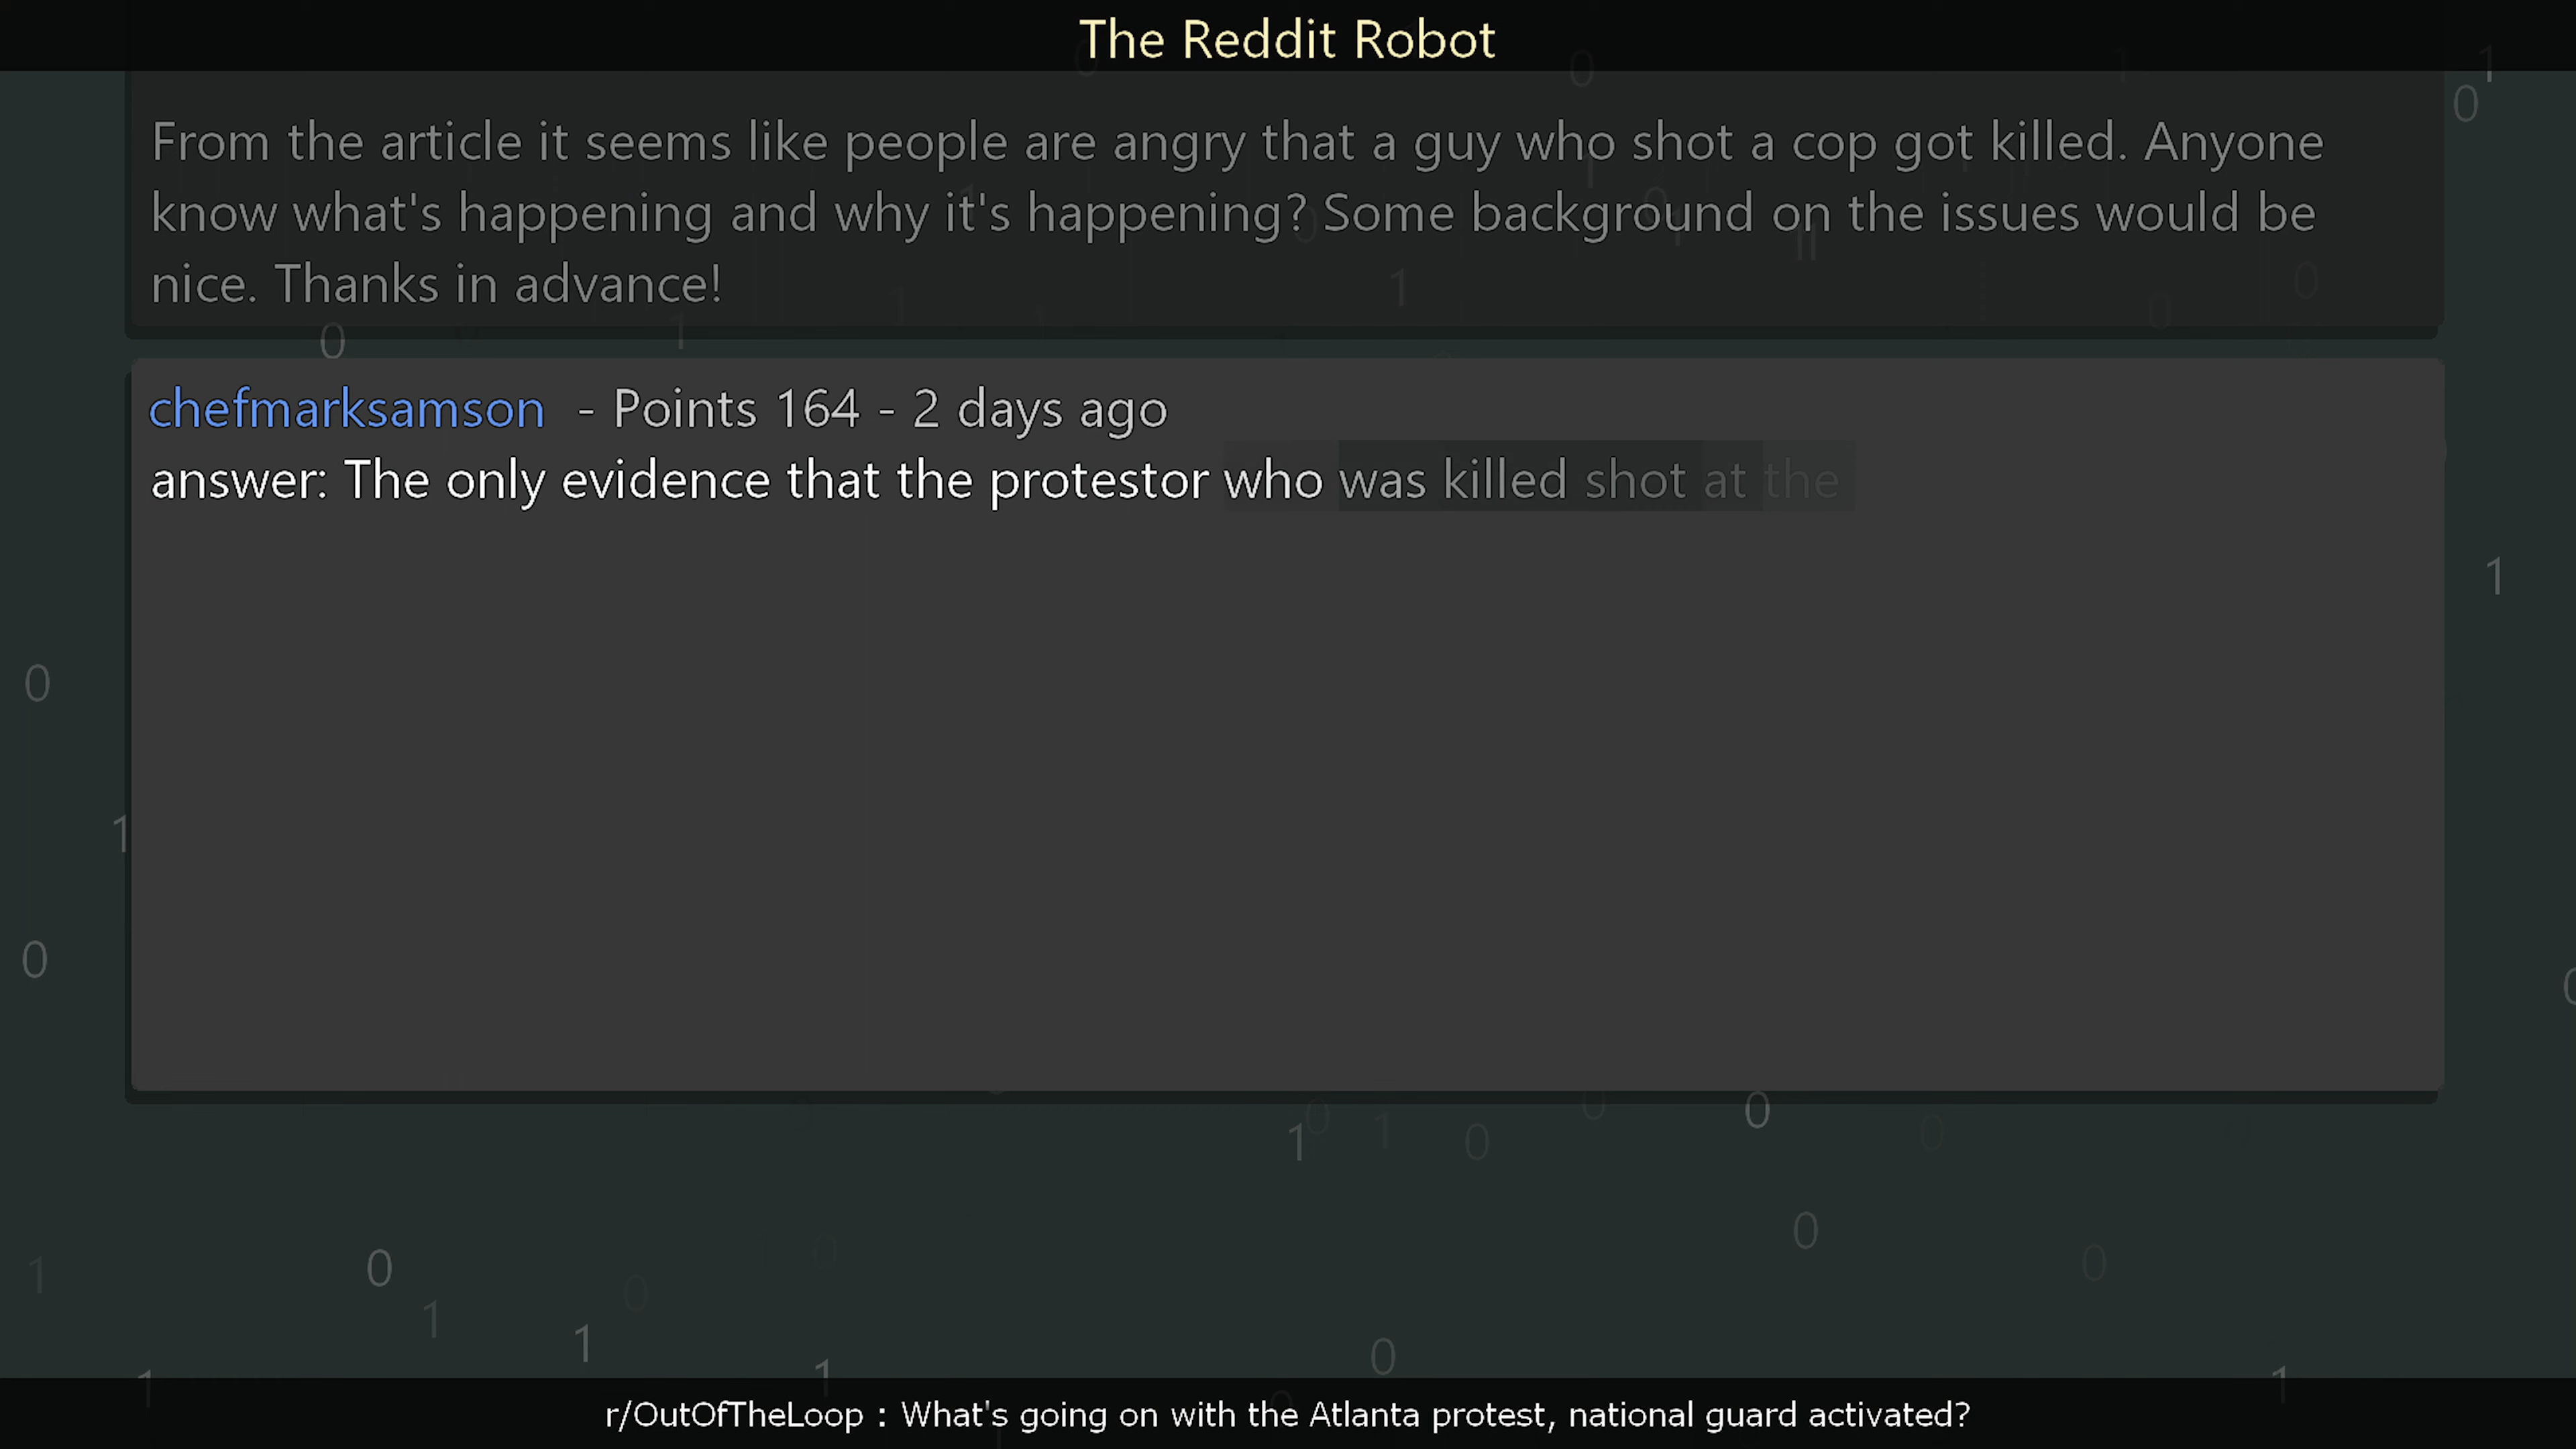 The Reddit Robot
From the article it seems like people are angry that a guy who shot a cop got killed. Anyone
know what's happening and why it's happening? Some background on the issues would be
nice. Thanks in advance!
chefmarksamson - Points 164 - 2 days ago
answer: The only evidence that the protestor who was killed shot at the
r/OutOfTheLoop : What's going on with the Atlanta protest, national guard activated?